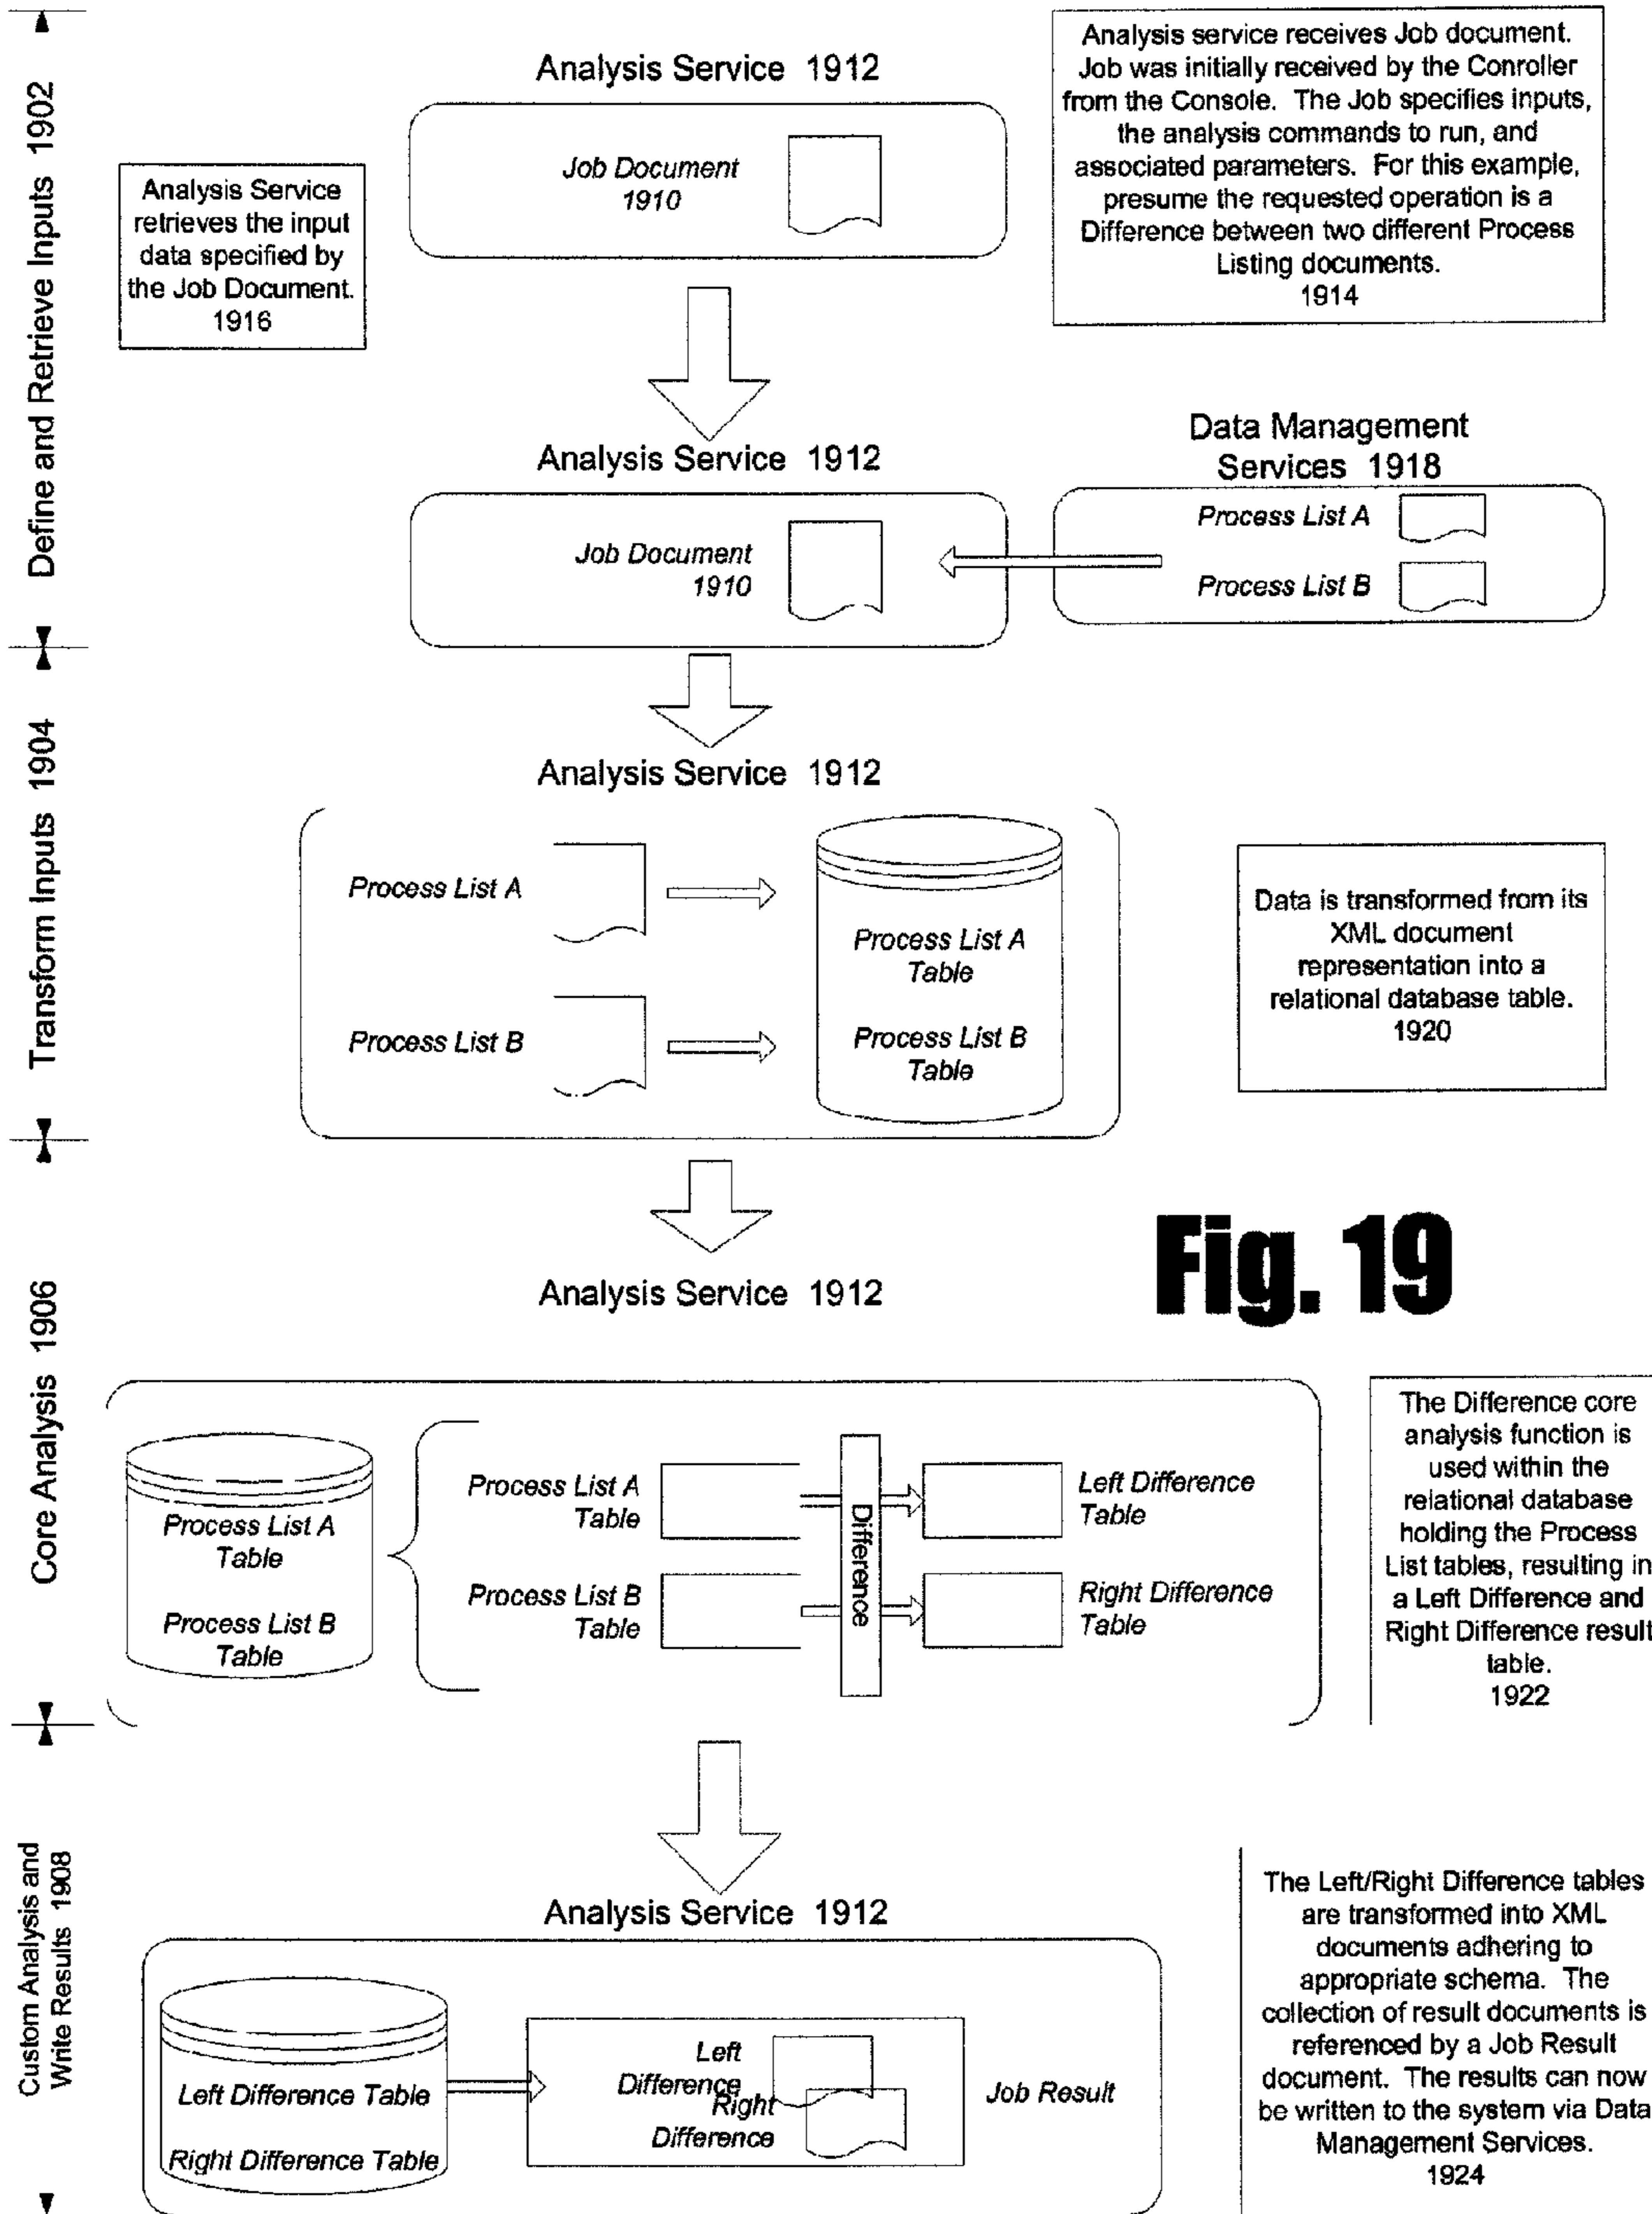 Define and Retrieve Inputs 1902
Analysis Service 1912
Job Document
1910
Analysis service receives Job document.
Job was initially received by the Conroller
from the Console. The Job specifies inputs,
the analysis commands to run, and
associated parameters. For this example,
presume the requested operation is a
Difference between two different Process
Listing documents.
1914
Analysis Service
retrieves the input
data specified by
the Job Document.
1916
Analysis Service 1912
Job Document
1910
Data Management
Services 1918
Process List A
Process List B
Transform Inputs 1904
Analysis Service 1912
Process List A
Process List B
Process List A
Table
Process List B
Table
Data is transformed from its
XML document
representation into a
relational database table.
1920
Fig. 19
Core Analysis 1906
Analysis Service 1912
Process List A
Table
Process List B
Table
Process List A
Table
Process List B
Table
Difference
Left Difference
Table
Right Difference
Table
The Difference core
analysis function is
used within the
relational database
holding the Process
List tables, resulting in
a Left Difference and
Right Difference result
table.
1922
Custom Analysis and
Write Results 1908
Analysis Service 1912
Left Difference Table
Right Difference Table
Left
Difference
Right
Difference
Job Result
The Left/Right Difference tables
are transformed into XML
documents adhering to
appropriate schema. The
collection of result documents is
referenced by a Job Result
document. The results can now
be written to the system via Data
Management Services.
1924